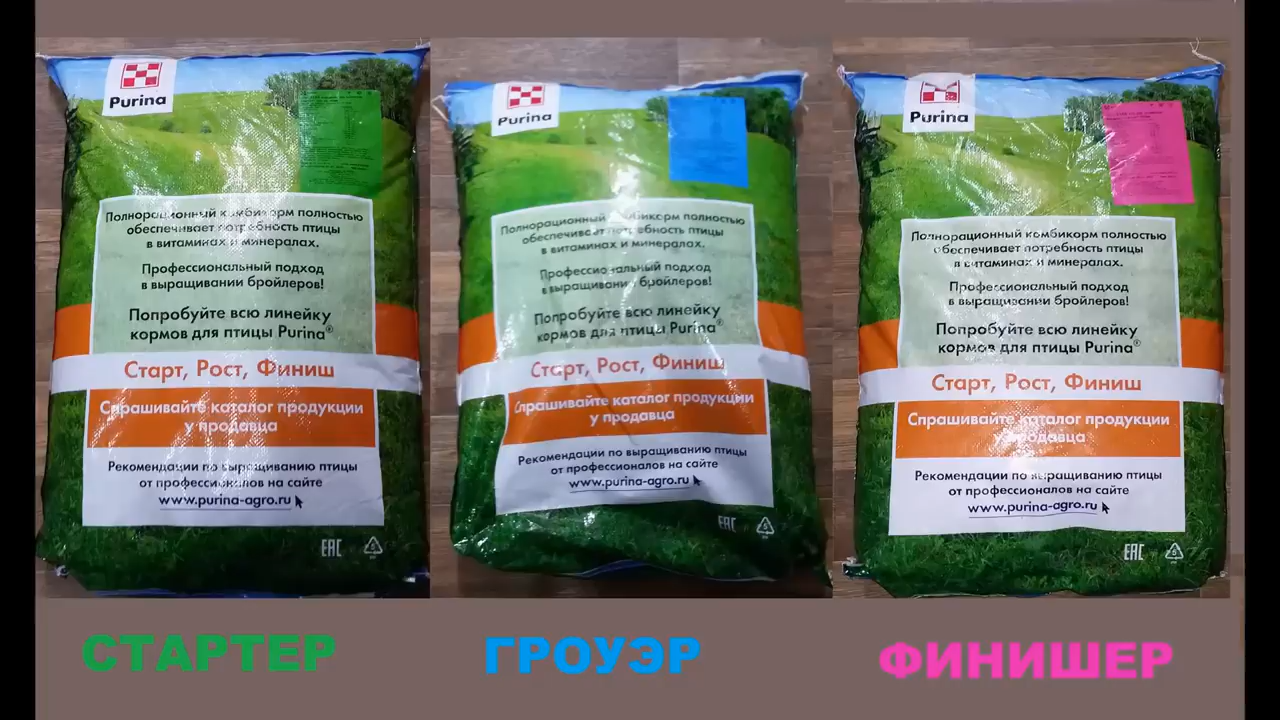 Purina
Полнорационный комбикорм полностью
обеспечивает потребность птицы
в витаминах и минералах.
Профессиональный подход
в выращивании бройлеров!
Попробуйте всю линейку
кормов для птицы Purina®
Старт, Рост, Финиш
Спрашивайте каталог продукции
у продавца
Рекомендации по выращиванию птицы
от профессионалов на сайте
www.purina-agro.ru
EAC
5
СТАРТЕР
Purina
Полнорационный комбикорм полностью
обеспечивает потребность птицы
в витаминах и минералах.
Профессиональный подход
в выращивании бройлеров!
Попробуйте всю линейку
кормов для птицы Purina®
Старт, Рост, Финиш
Спрашивайте каталог продукции
у продавца
Рекомендации по выращиванию птицы
от профессионалов на сайте
www.purina-agro.ru
EAC
5
ГРОУЭР
Purina
Полнорационный комбикорм полностью
обеспечивает потребность птицы
в витаминах и минералах.
Профессиональный подход
в выращивании бройлеров!
Попробуйте всю линейку
кормов для птицы Purina®
Старт, Рост, Финиш
Спрашивайте каталог продукции
у продавца
Рекомендации по выращиванию птицы
от профессионалов на сайте
www.purina-agro.ru
EAC
5
ФИНИШЕР